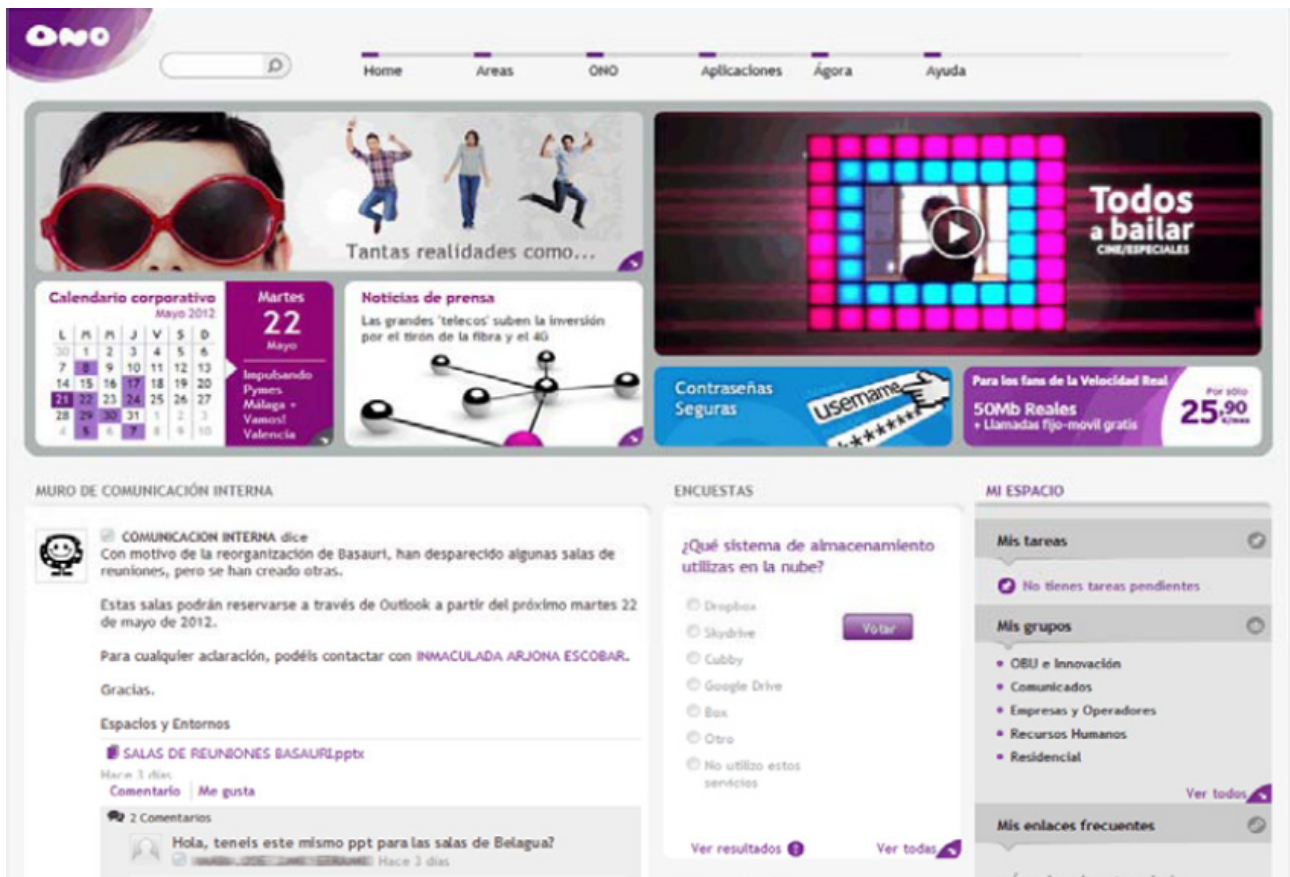 ONO
Home
Areas
ONO
Aplicaciones
Ágora
Ayuda
Tantas realidades como...
Todos
a bailar
CINE/ESPECIALES
Calendario corporativo
Mayo 2012
L M M J V S D
30 1 2 3 4 5 6
7 8 9 10 11 12 13
14 15 16 17 18 19 20
21 22 23 24 25 26 27
28 29 30 31 1 2 3
4 5 6 7 8 9 10
Martes
22
Mayo
Impulsando
Pymes
Málaga +
Vamos!
Valencia
Noticias de prensa
Las grandes 'telecos' suben la inversión
por el tirón de la fibra y el 4G
Contraseñas
Seguras
username
*******
Para los fans de la Velocidad Real
50Mb Reales
+ Llamadas fijo-movil gratis
Por sólo
25,90
€/mes
MURO DE COMUNICACIÓN INTERNA
COMUNICACION INTERNA dice
Con motivo de la reorganización de Basauri, han desparecido algunas salas de
reuniones, pero se han creado otras.
Estas salas podrán reservarse a través de Outlook a partir del próximo martes 22
de mayo de 2012.
Para cualquier aclaración, podéis contactar con INMACULADA ARJONA ESCOBAR.
Gracias.
Espacios y Entornos
SALAS DE REUNIONES BASAURI.pptx
Hace 3 días
Comentario Me gusta
2 Comentarios
Hola, teneís este mismo ppt para las salas de Belagua?
Hace 3 días
ENCUESTAS
¿Qué sistema de almacenamiento
utilizas en la nube?
Dropbox
Skydrive
Cubby
Google Drive
Box
Otro
No utilizo estos
servicios
Votar
Ver resultados
Ver todas
MI ESPACIO
Mis tareas
No tienes tareas pendientes
Mis grupos
OBU e Innovación
Comunicados
Empresas y Operadores
Recursos Humanos
Residencial
Ver todos
Mis enlaces frecuentes